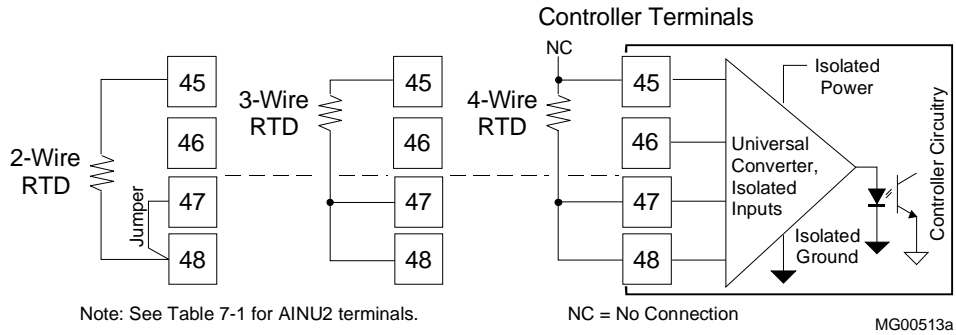 Controller Terminals
NC
45
46
47
48
2-Wire
RTD
Jumper
45
46
47
48
3-Wire
RTD
45
46
47
48
4-Wire
RTD
Isolated
Power
Universal
Converter,
Isolated
Inputs
Isolated
Ground
Controller Circuitry
Note: See Table 7-1 for AINU2 terminals.
NC = No Connection
MG00513a